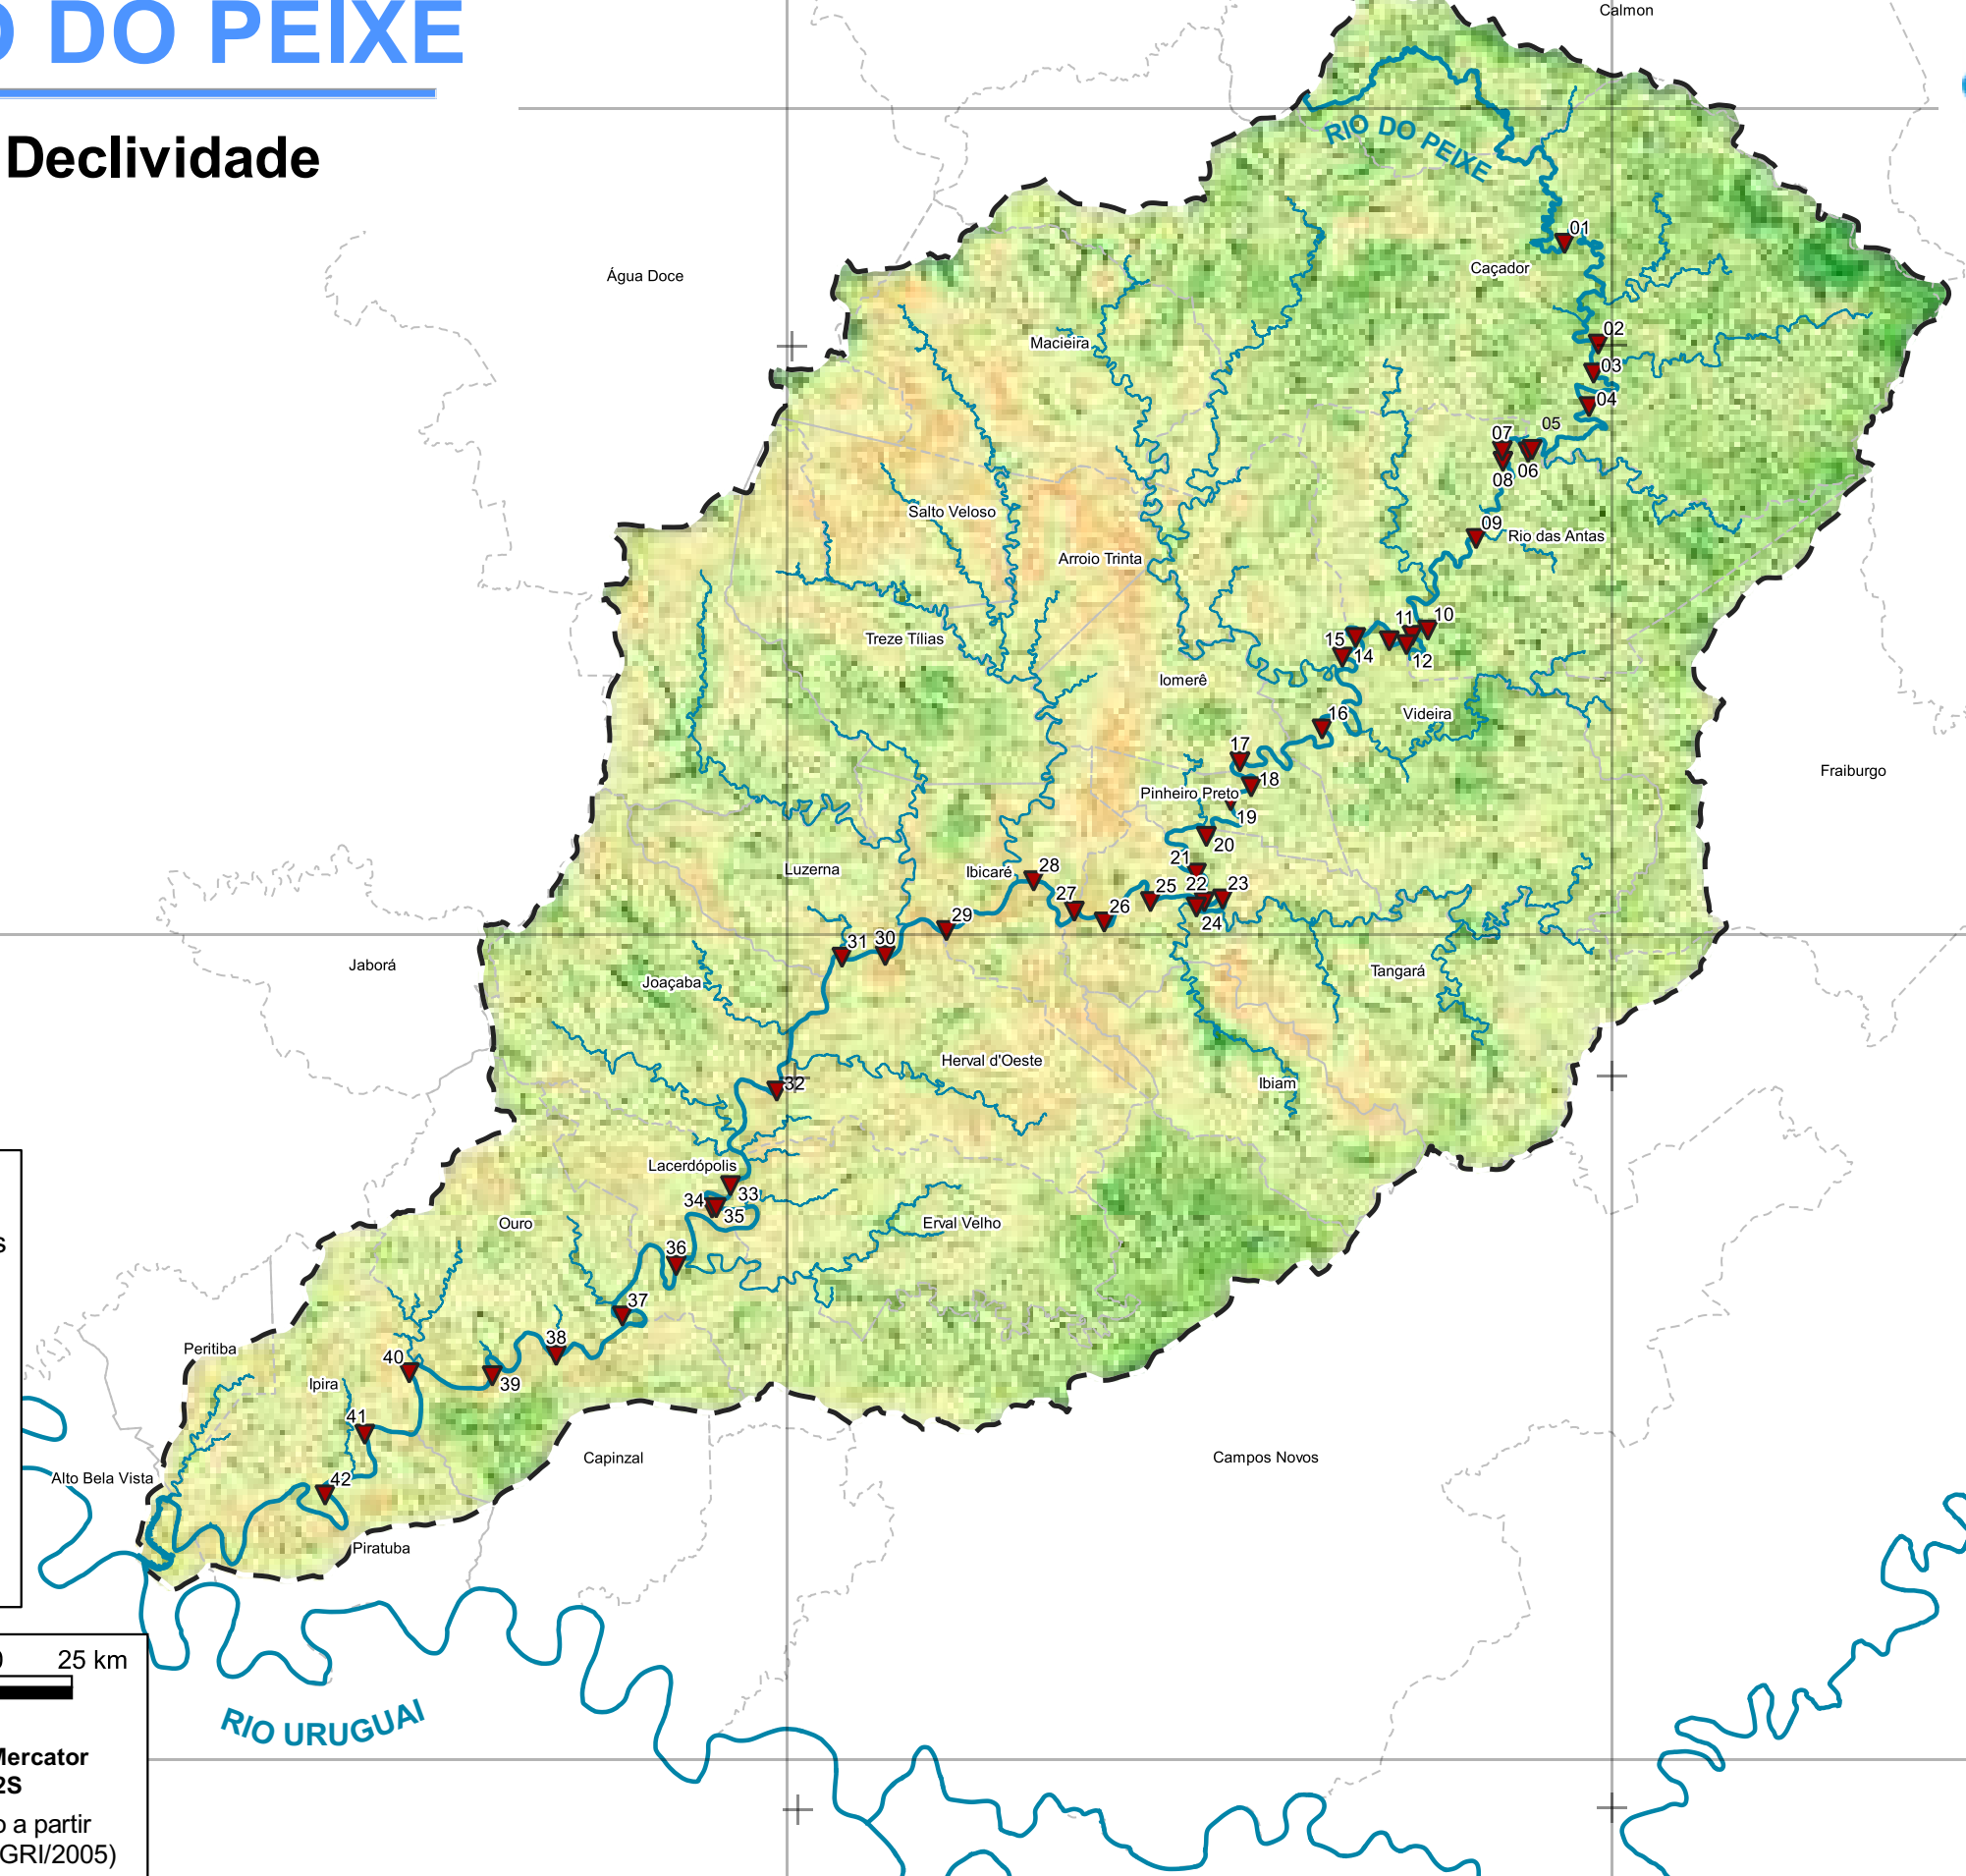 DO PEIXE
Declividade
Calmon
RIO DO PEIXE
01
Caçador
Água Doce
02
Macieira
03
04
05
07
06
08
Salto Veloso
09
Rio das Antas
Arroio Trinta
Treze Tílias
11
10
15
14
12
Iomerê
16
Videira
17
Fraiburgo
18
Pinheiro Preto
19
20
21
Luzerna
Ibicaré
28
22
23
25
27
26
24
29
31
30
Jaborá
Joaçaba
Tangará
Herval d'Oeste
32
Ibiam
Lacerdópolis
33
34
35
Ouro
Erval Velho
36
37
38
Peritiba
40
39
Ipira
41
Capinzal
Campos Novos
Alto Bela Vista
42
Piratuba
25 km
RIO URUGUAI
Mercator
2S
o a partir
GRI/2005)